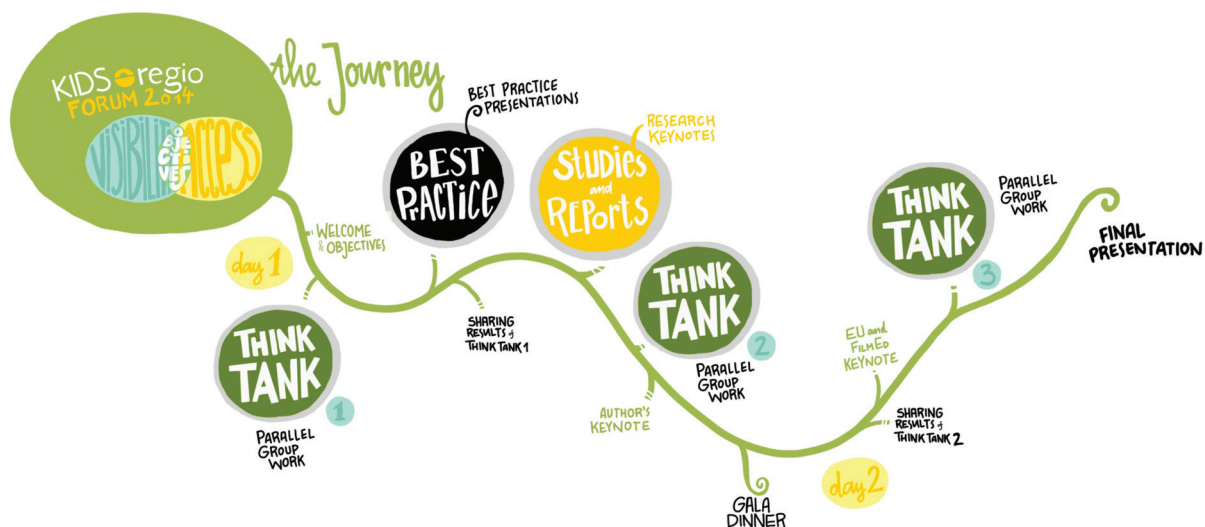 the Journey
KIDS regio
FORUM 2014
VISIBILITY
OBJECTIVES
ACCESS
day 1
WELCOME
& OBJECTIVES
THINK
TANK
1
PARALLEL
GROUP
WORK
BEST PRACTICE
PRESENTATIONS
BEST
PRACTICE
SHARING
RESULTS of
THINK TANK 1
RESEARCH
KEYNOTES
STUDIES
and
REPORTS
THINK
TANK
2
PARALLEL
GROUP
WORK
AUTHOR'S
KEYNOTE
GALA
DINNER
day 2
EU and
FILMED
KEYNOTE
SHARING
RESULTS of
THINK TANK 2
THINK
TANK
3
PARALLEL
GROUP
WORK
FINAL
PRESENTATION